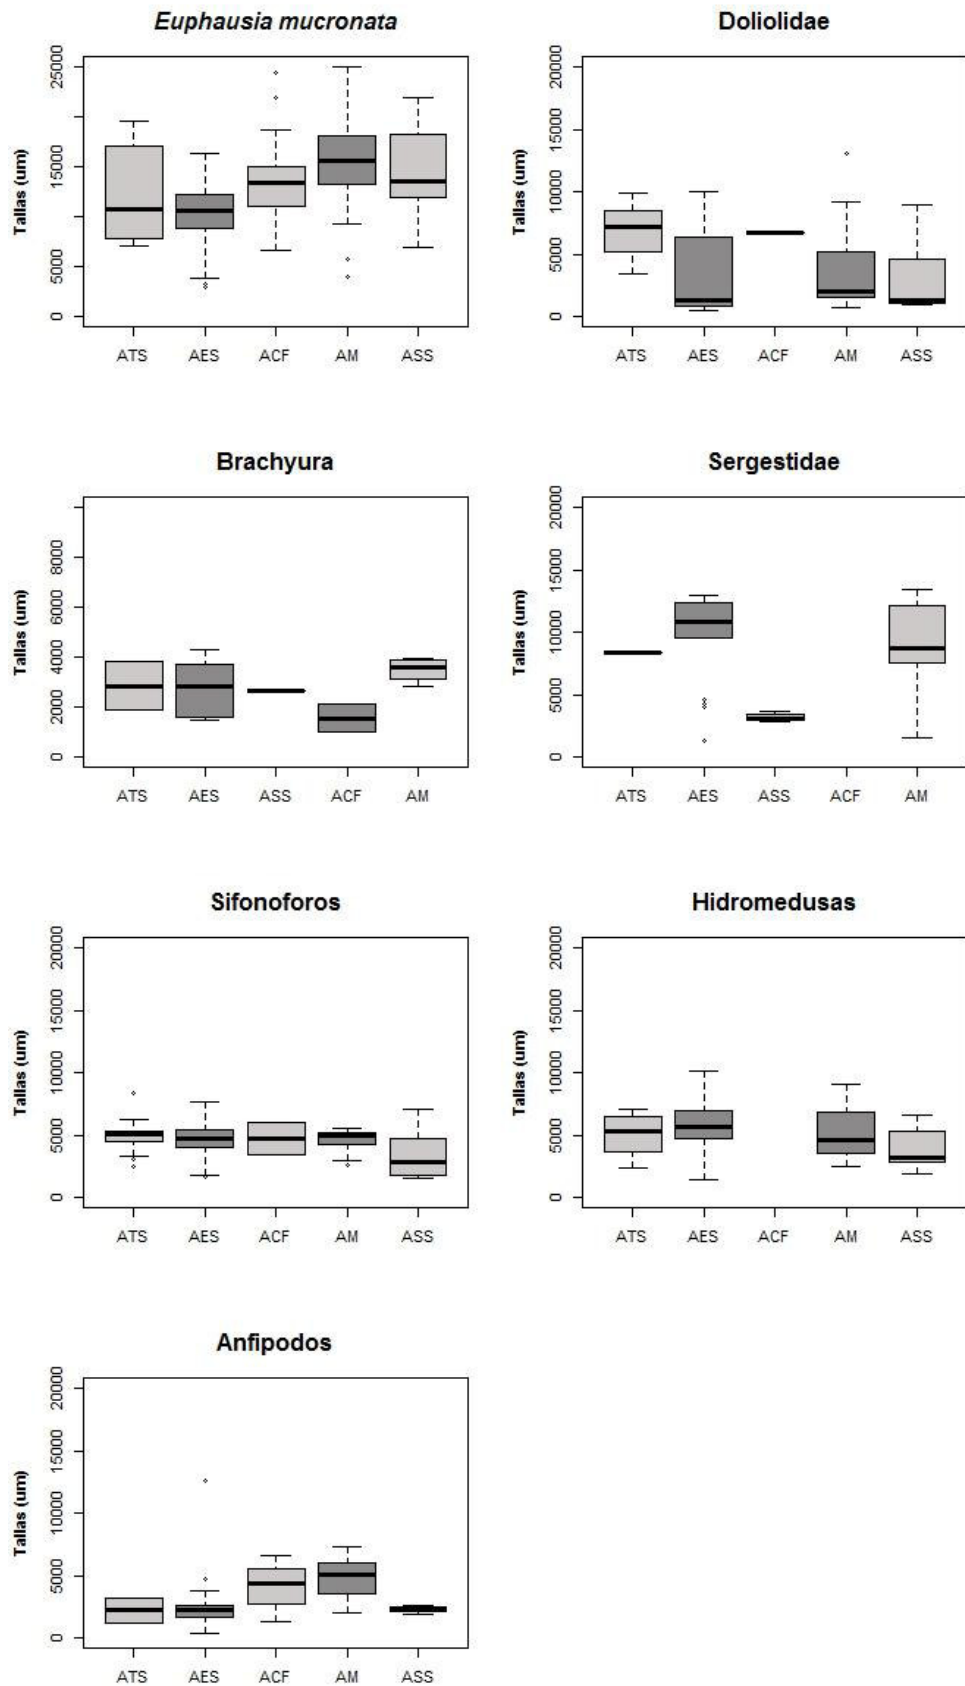 Euphausia mucronata
Tallas (um)
0 5000 15000 25000
ATS AES ACF AM ASS
Doliolidae
Tallas (um)
0 5000 10000 15000 20000
ATS AES ACF AM ASS
Brachyura
Tallas (um)
0 2000 4000 6000 8000
ATS AES ASS ACF AM
Sergestidae
Tallas (um)
0 5000 10000 15000 20000
ATS AES ASS ACF AM
Sifonoforos
Tallas (um)
0 5000 10000 15000 20000
ATS AES ACF AM ASS
Hidromedusas
Tallas (um)
0 5000 10000 15000 20000
ATS AES ACF AM ASS
Anfipodos
Tallas (um)
0 5000 10000 15000 20000
ATS AES ACF AM ASS